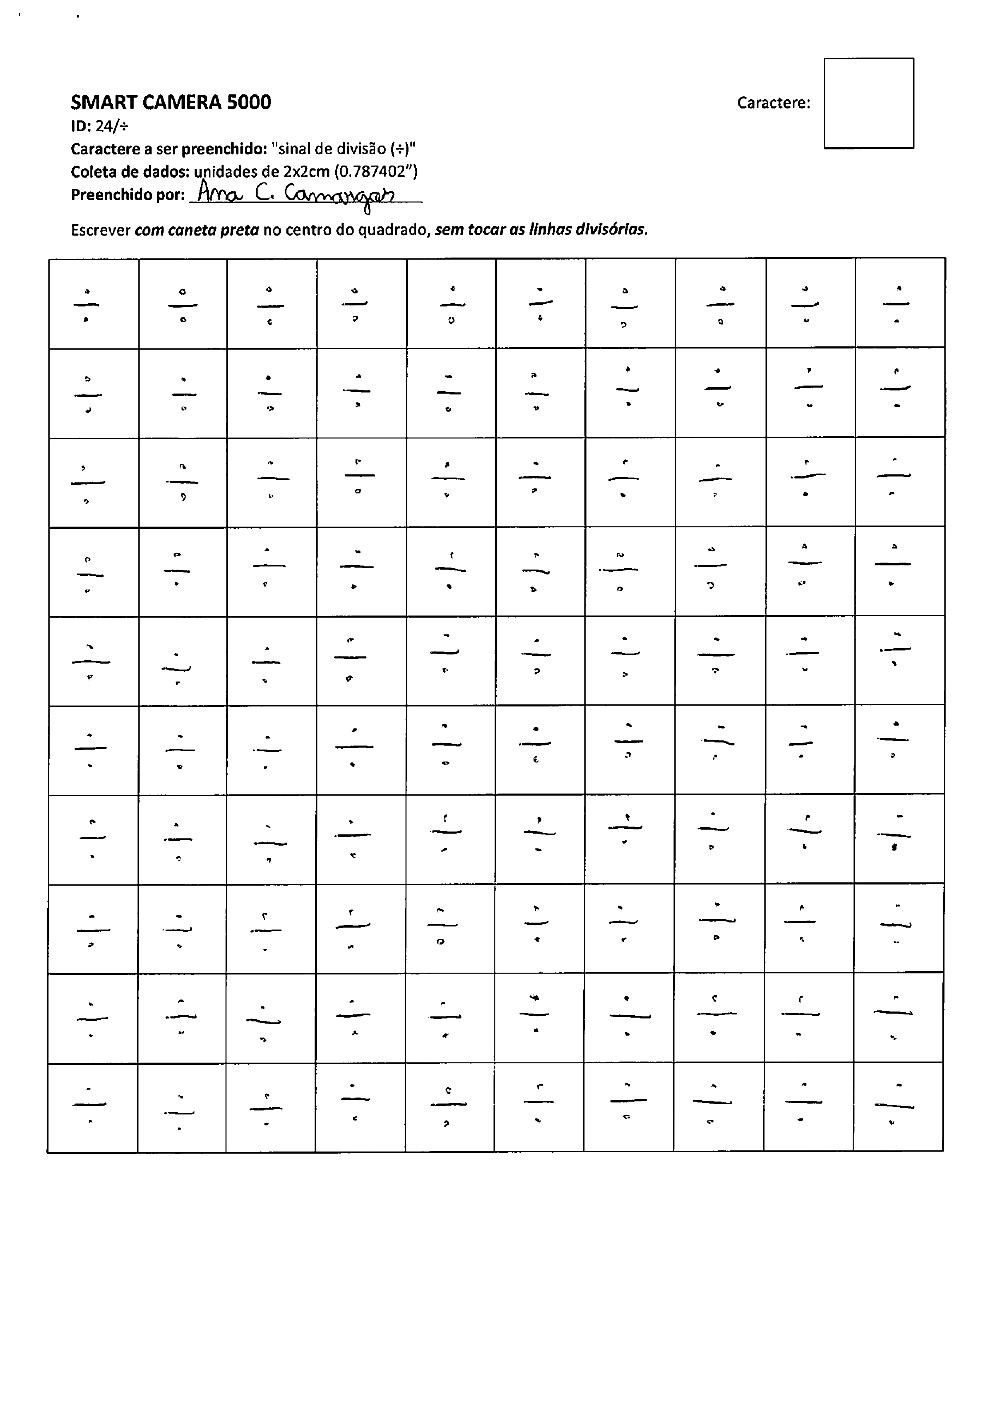 SMART CAMERA 5000
Caractere:
ID: 24/÷
Caractere a ser preenchido: "sinal de divisão (÷)"
Coleta de dados: unidades de 2x2cm (0.787402")
Preenchido por: Ana C. Camargar
Escrever com caneta preta no centro do quadrado, sem tocar as linhas divisórias.
÷ ÷ ÷ ÷ ÷ ÷ ÷ ÷ ÷ ÷
÷ ÷ ÷ ÷ ÷ ÷ ÷ ÷ ÷ ÷
÷ ÷ ÷ ÷ ÷ ÷ ÷ ÷ ÷ ÷
÷ ÷ ÷ ÷ ÷ ÷ ÷ ÷ ÷ ÷
÷ ÷ ÷ ÷ ÷ ÷ ÷ ÷ ÷ ÷
÷ ÷ ÷ ÷ ÷ ÷ ÷ ÷ ÷ ÷
÷ ÷ ÷ ÷ ÷ ÷ ÷ ÷ ÷ ÷
÷ ÷ ÷ ÷ ÷ ÷ ÷ ÷ ÷ ÷
÷ ÷ ÷ ÷ ÷ ÷ ÷ ÷ ÷ ÷
÷ ÷ ÷ ÷ ÷ ÷ ÷ ÷ ÷ ÷